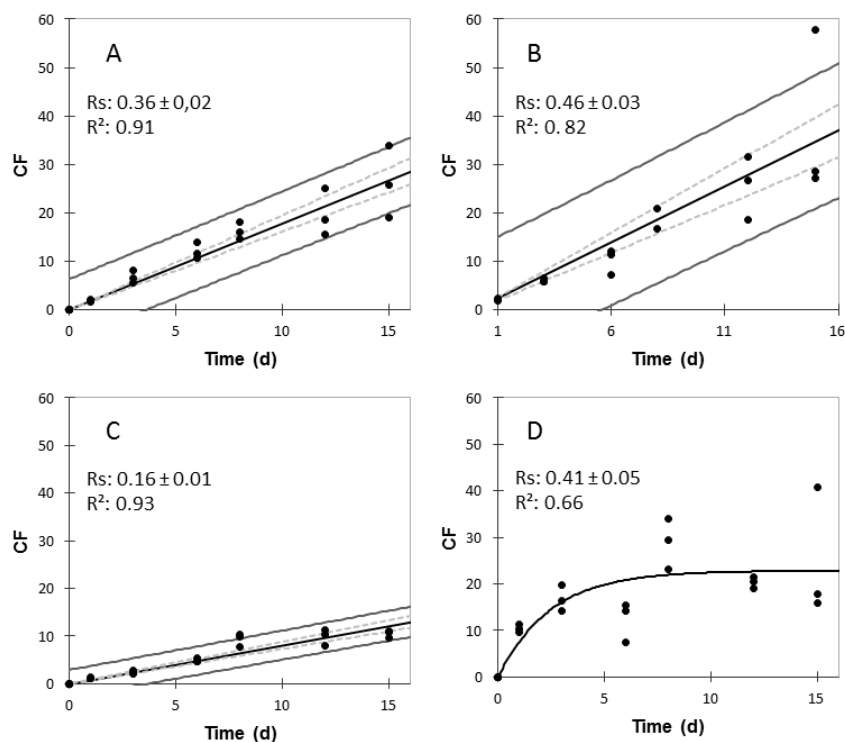 A
Rs: 0.36 ± 0,02
R²: 0.91
60
50
40
30
20
10
0
CF
0
5
10
15
Time (d)
B
Rs: 0.46 ± 0.03
R²: 0. 82
60
50
40
30
20
10
0
CF
1
6
11
16
Time (d)
C
Rs: 0.16 ± 0.01
R²: 0.93
60
50
40
30
20
10
0
CF
0
5
10
15
Time (d)
D
Rs: 0.41 ± 0.05
R²: 0.66
60
50
40
30
20
10
0
CF
0
5
10
15
Time (d)